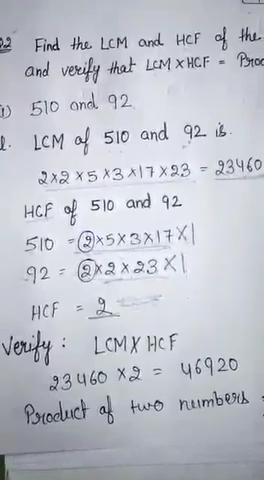 Q2 Find the LCM and HCF of the
and verify that LCM×HCF = Prod
i) 510 and 92
LCM of 510 and 92 is.
2×2×5×3×17×23 = 23460
HCF of 510 and 92
510 = 2×5×3×17×1
92 = 2×2×23×1
HCF = 2
Verify: LCM×HCF
23460 ×2 = 46920
Product of two numbers =